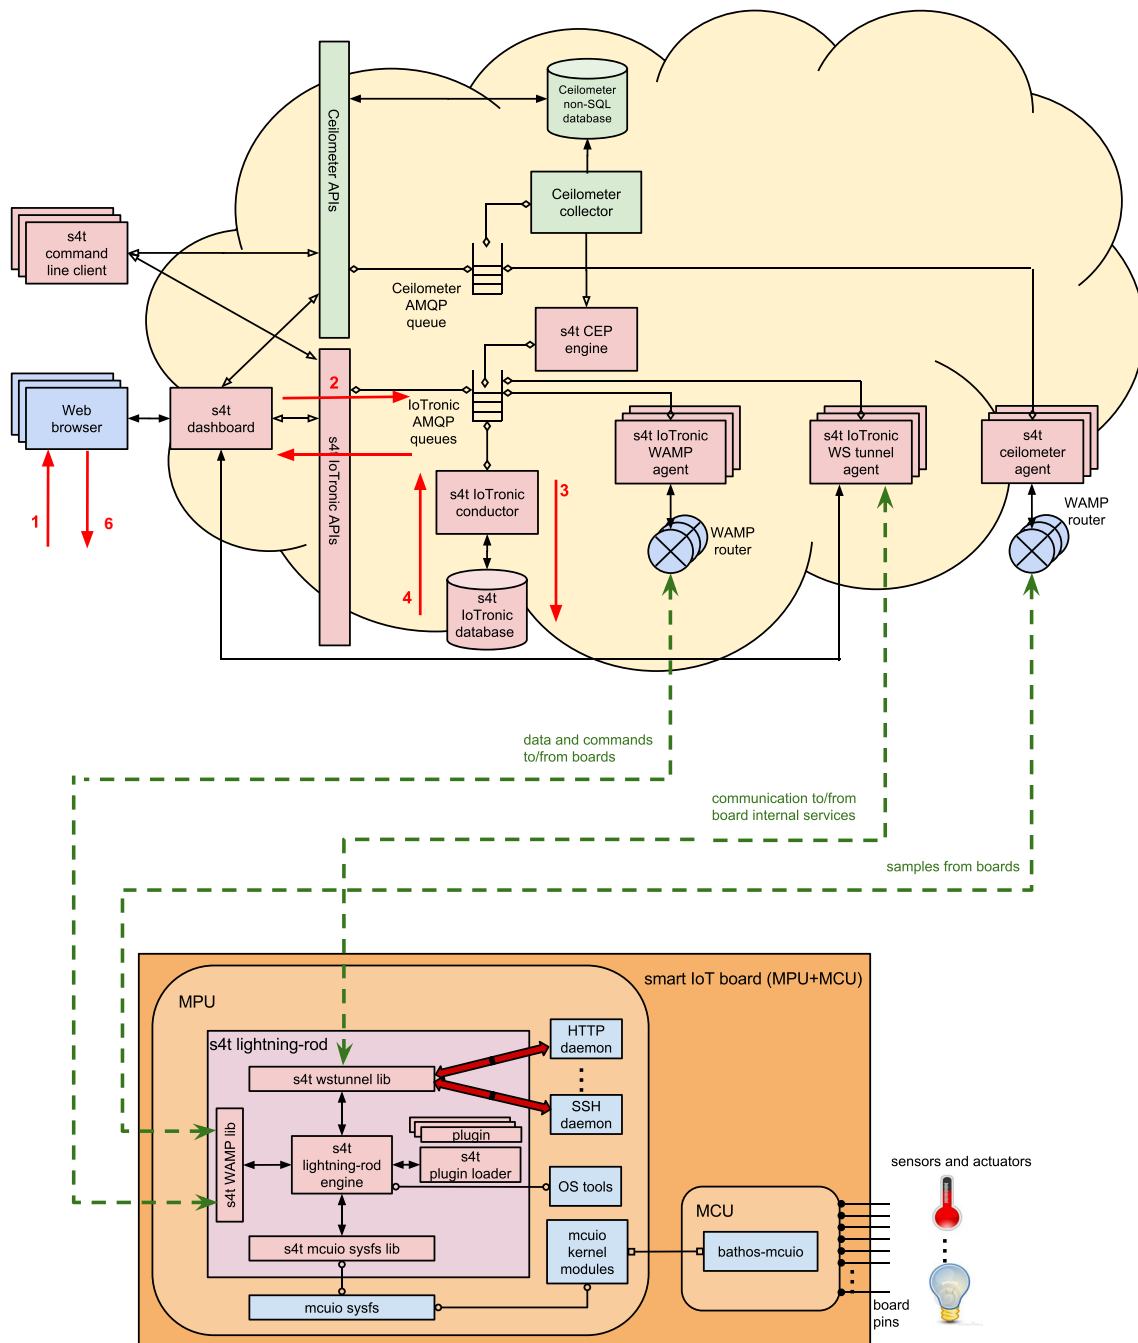 Ceilometer
non-SQL
database
Ceilometer APIs
Ceilometer
collector
s4t
command
line client
Ceilometer
AMQP
queue
s4t CEP
engine
2
Web
browser
s4t
dashboard
IoTronic
AMQP
queues
s4t IoTronic APIs
s4t IoTronic
WAMP
agent
s4t IoTronic
WS tunnel
agent
s4t
ceilometer
agent
s4t IoTronic
conductor
3
1
6
WAMP
router
WAMP
router
4
s4t
IoTronic
database
data and commands
to/from boards
communication to/from
board internal services
samples from boards
smart IoT board (MPU+MCU)
MPU
s4t lightning-rod
HTTP
daemon
s4t wstunnel lib
SSH
daemon
s4t WAMP lib
plugin
s4t
lightning-rod
engine
s4t
plugin loader
OS tools
sensors and actuators
MCU
s4t mcuio sysfs lib
mcuio
kernel
modules
bathos-mcuio
mcuio sysfs
board
pins